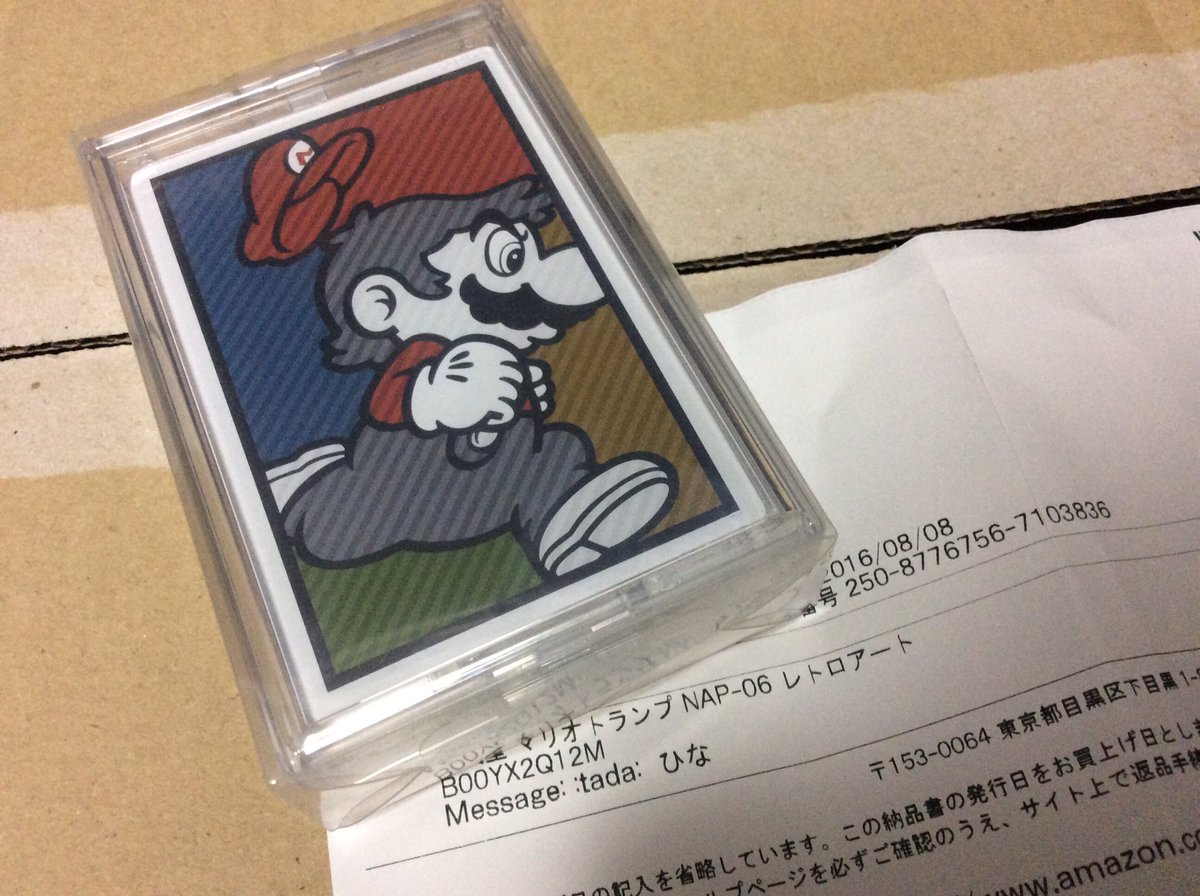 2016/08/08
番号 250-8776756-7103836
マリオトランプ NAP-06 レトロアート
B00YX2Q12M
Message: :tada: ひな
〒153-0064 東京都目黒区下目黒1-
の記入を省略しています。この納品書の発行日をお買上げ日とし
ルプページを必ずご確認のうえ、サイト上で返品手続
www.amazon.co